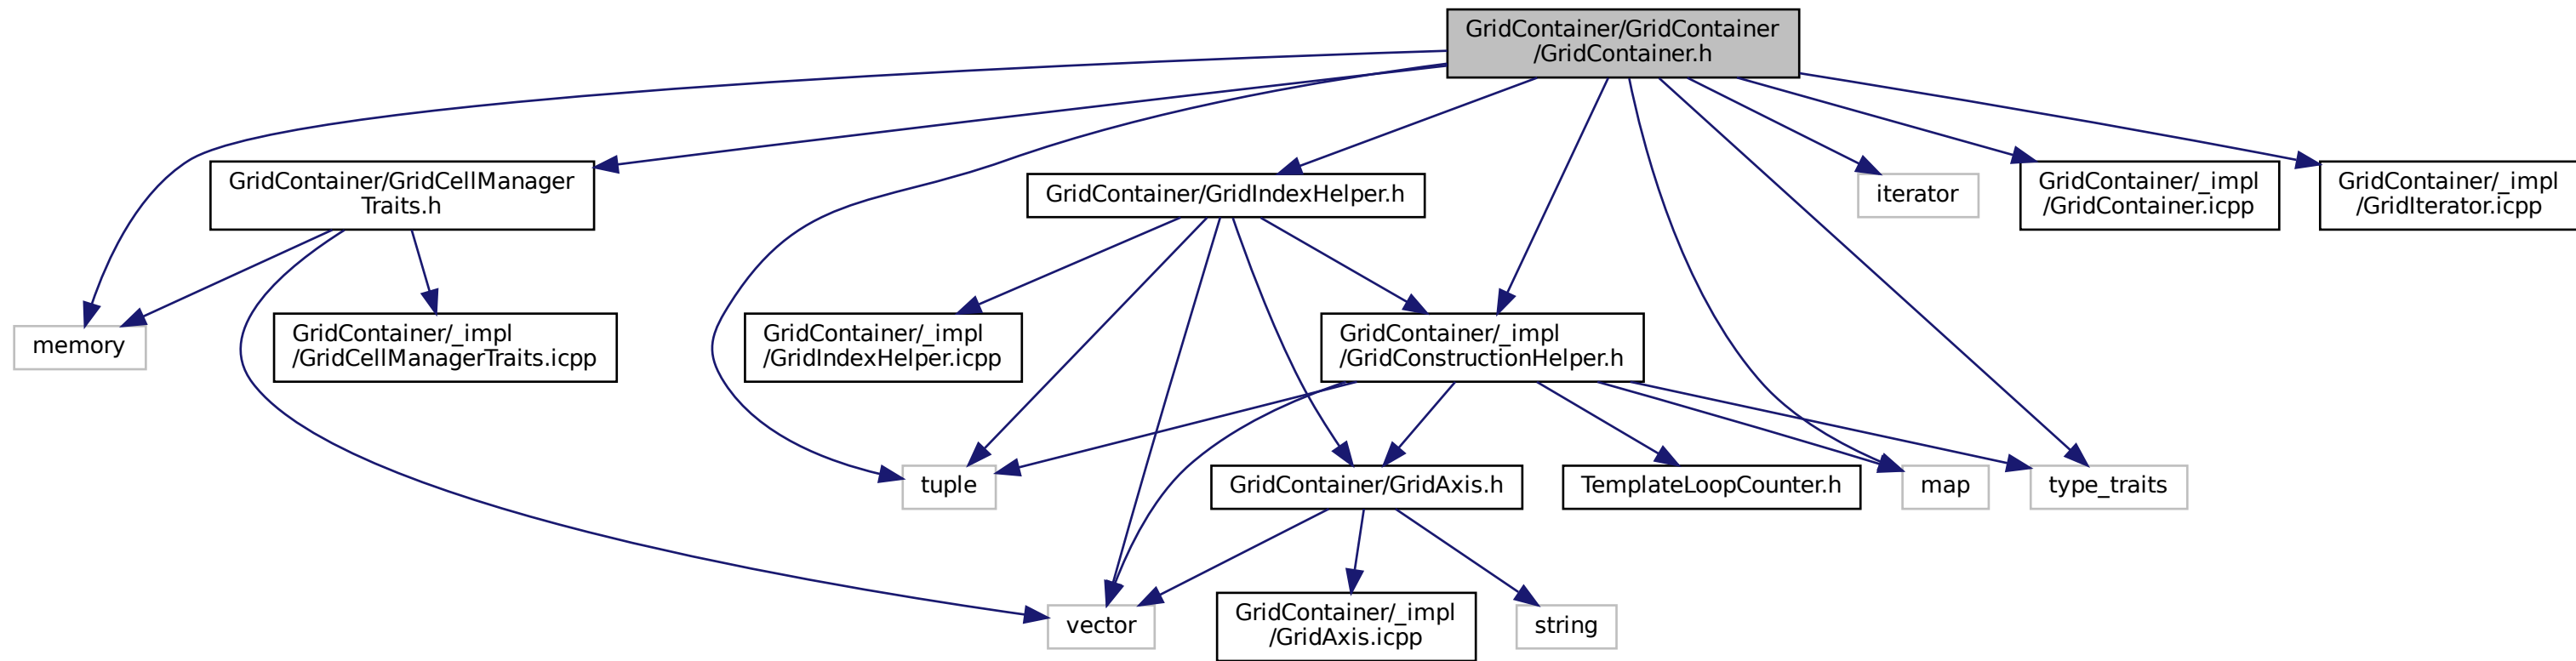 GridContainer/GridContainer
/GridContainer.h
GridContainer/GridCellManager
Traits.h
GridContainer/GridIndexHelper.h
iterator
GridContainer/_impl
/GridContainer.icpp
GridContainer/_impl
/GridIterator.icpp
memory
GridContainer/_impl
/GridCellManagerTraits.icpp
GridContainer/_impl
/GridIndexHelper.icpp
GridContainer/_impl
/GridConstructionHelper.h
tuple
GridContainer/GridAxis.h
TemplateLoopCounter.h
map
type_traits
vector
GridContainer/_impl
/GridAxis.icpp
string